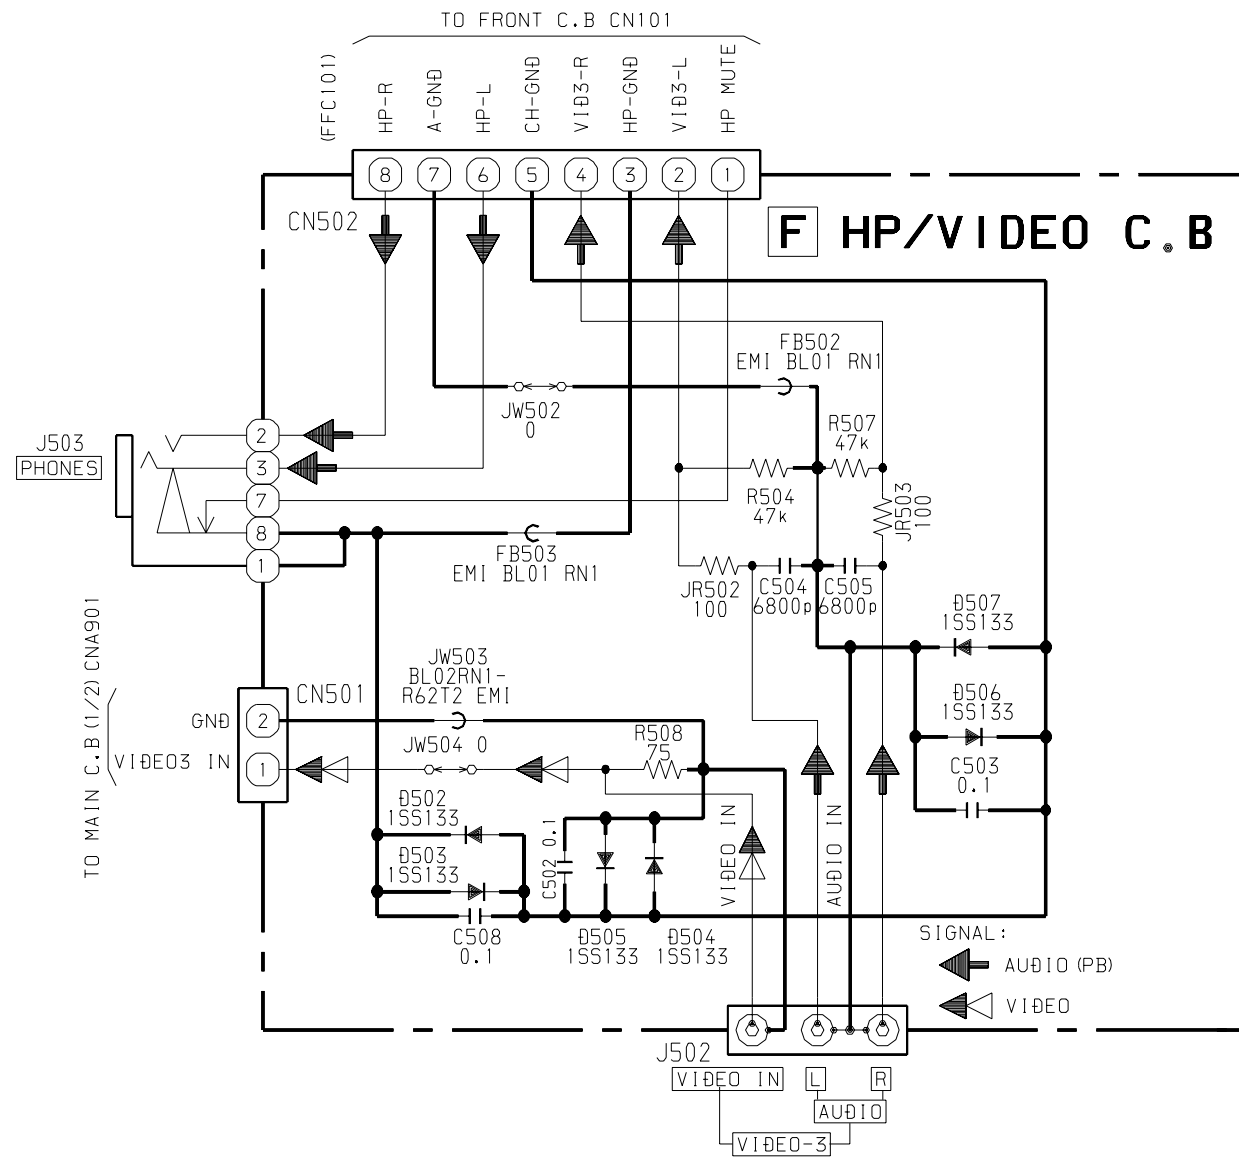 TO FRONT C.B CN101
(FFC101)
HP-R
A-GND
HP-L
CH-GND
VID3-R
HP-GND
VID3-L
HP MUTE
8 7 6 5 4 3 2 1
CN502
F HP/VIDEO C.B
FB502
EMI BL01 RN1
JW502
0
R507
47k
J503
PHONES
2
3
7
8
1
R504
47k
JR503
100
FB503
EMI BL01 RN1
JR502
100
C504
6800p
C505
6800p
D507
1SS133
TO MAIN C.B (1/2) CNA901
JW503
BL02RN1-
R62T2 EMI
CN501
D506
1SS133
GND
2
R508
75
JW504 0
VIDEO3 IN
1
C503
0.1
D502
1SS133
D503
1SS133
C502 0.1
VIDEO IN
AUDIO IN
C508
0.1
D505
1SS133
D504
1SS133
SIGNAL:
AUDIO (PB)
VIDEO
J502
VIDEO IN
L
R
AUDIO
VIDEO-3